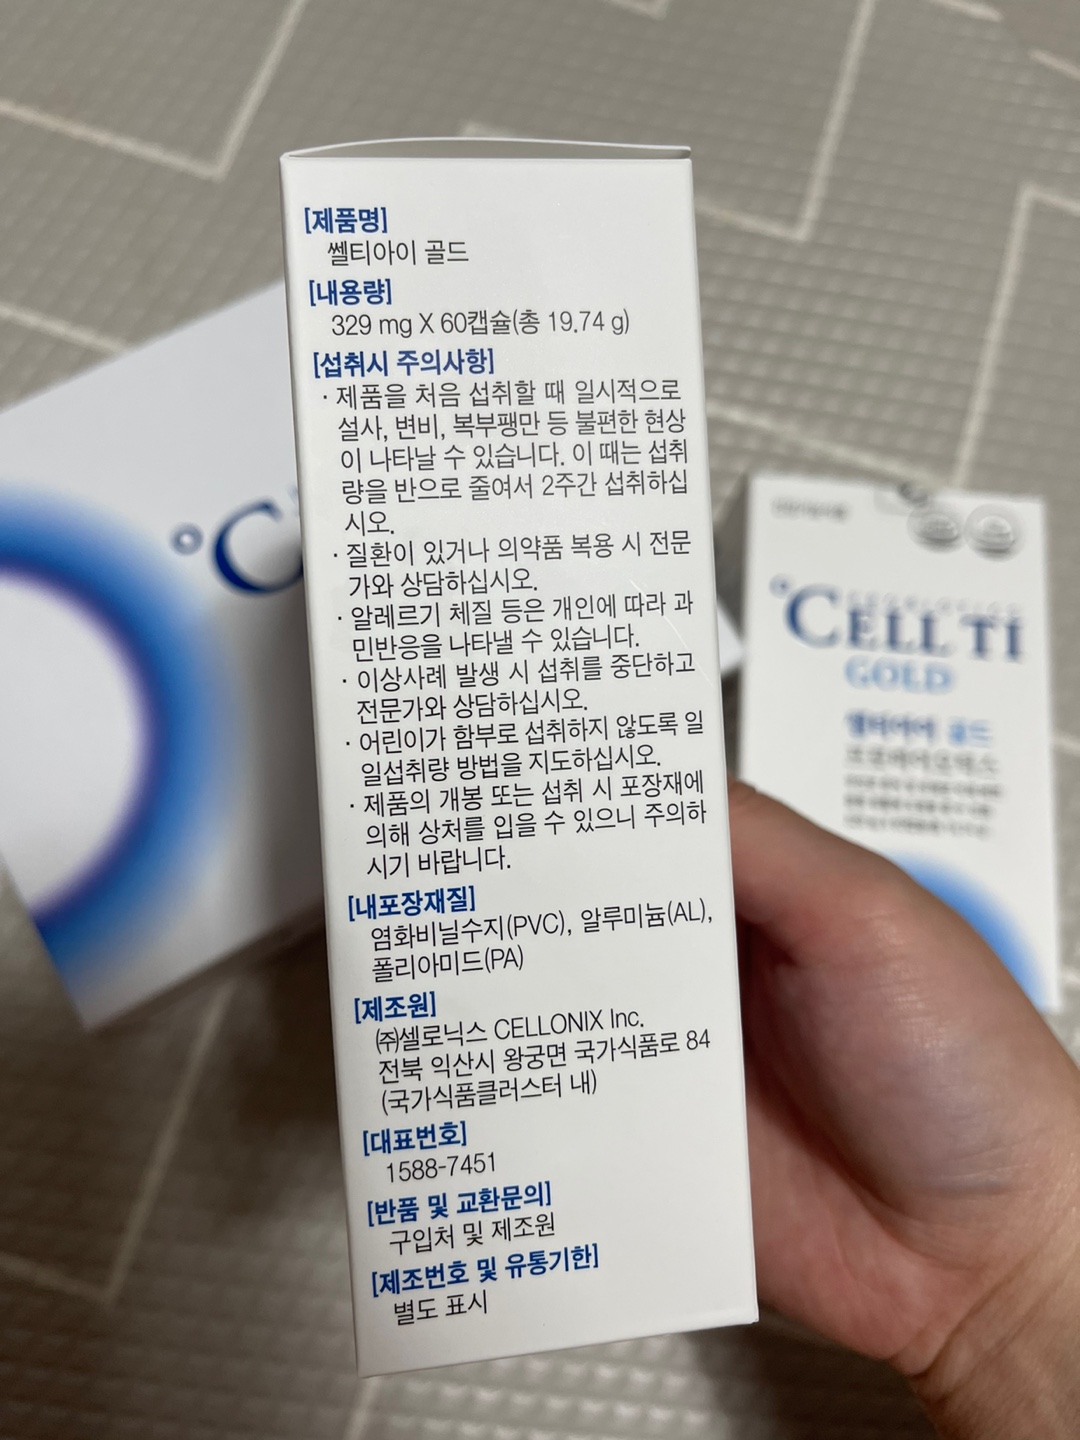 [제품명]
쎌티아이 골드
[내용량]
329 mg X 60캡슐(총 19.74 g)
[섭취시 주의사항]
· 제품을 처음 섭취할 때 일시적으로
설사, 변비, 복부팽만 등 불편한 현상
이 나타날 수 있습니다. 이 때는 섭취
량을 반으로 줄여서 2주간 섭취하십
시오.
· 질환이 있거나 의약품 복용 시 전문
가와 상담하십시오.
· 알레르기 체질 등은 개인에 따라 과
민반응을 나타낼 수 있습니다.
· 이상사례 발생 시 섭취를 중단하고
전문가와 상담하십시오.
· 어린이가 함부로 섭취하지 않도록 일
일섭취량 방법을 지도하십시오.
· 제품의 개봉 또는 섭취 시 포장재에
의해 상처를 입을 수 있으니 주의하
시기 바랍니다.
[내포장재질]
염화비닐수지(PVC), 알루미늄(AL),
폴리아미드(PA)
[제조원]
㈜셀로닉스 CELLONIX Inc.
전북 익산시 왕궁면 국가식품로 84
(국가식품클러스터 내)
[대표번호]
1588-7451
[반품 및 교환문의]
구입처 및 제조원
[제조번호 및 유통기한]
별도 표시
°C
°CELL Ti
GOLD
쎌티아이 골드
프로바이오틱스